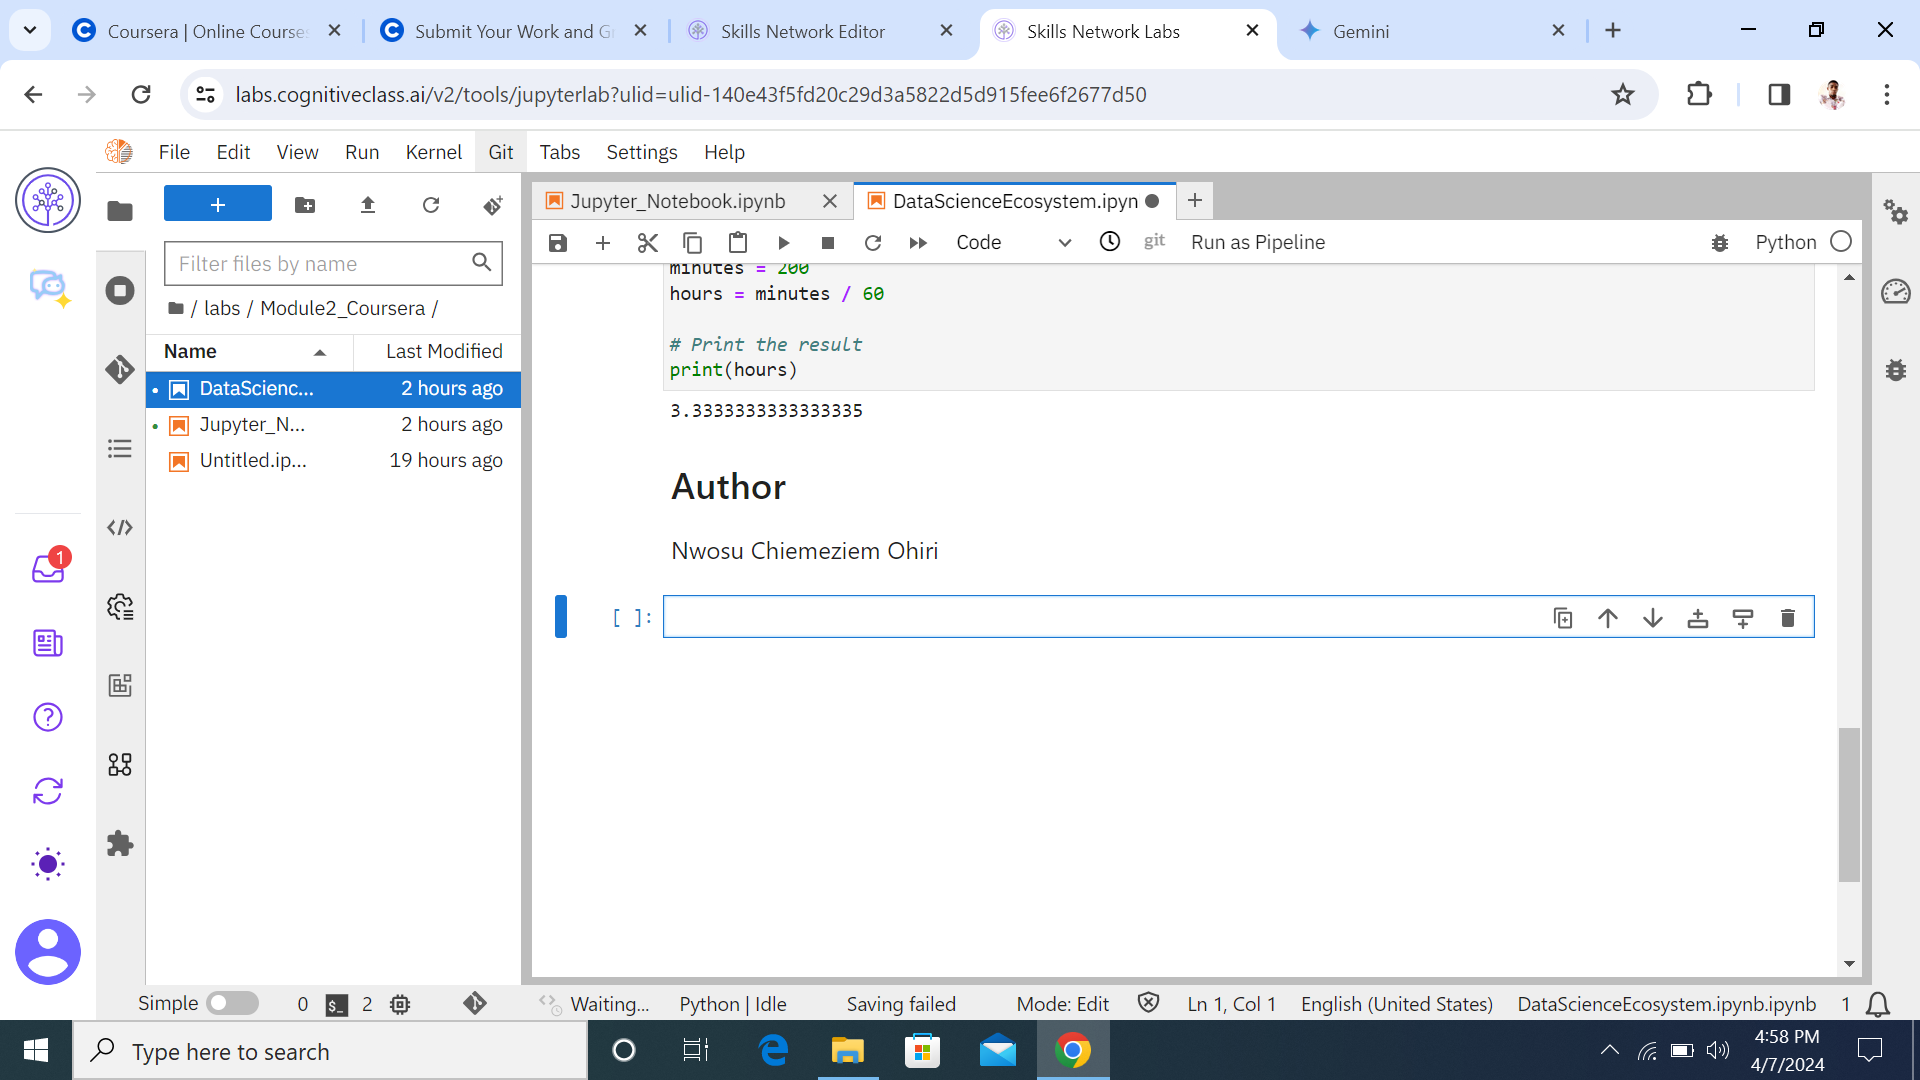 Coursera | Online Courses
Submit Your Work and Gr
Skills Network Editor
Skills Network Labs
Gemini
labs.cognitiveclass.ai/v2/tools/jupyterlab?ulid=ulid-140e43f5fd20c29d3a5822d5d915fee6f2677d50
File Edit View Run Kernel Git Tabs Settings Help
Jupyter_Notebook.ipynb
DataScienceEcosystem.ipyn
Code
git
Run as Pipeline
Python
Filter files by name
/ labs / Module2_Coursera /
Name Last Modified
DataScienc... 2 hours ago
Jupyter_N... 2 hours ago
Untitled.ip... 19 hours ago
minutes = 200
hours = minutes / 60
# Print the result
print(hours)
3.3333333333333335
Author
Nwosu Chiemeziem Ohiri
[ ]:
1
Simple 0 $_ 2 Waiting... Python | Idle Saving failed Mode: Edit Ln 1, Col 1 English (United States) DataScienceEcosystem.ipynb.ipynb 1
Type here to search
4:58 PM
4/7/2024